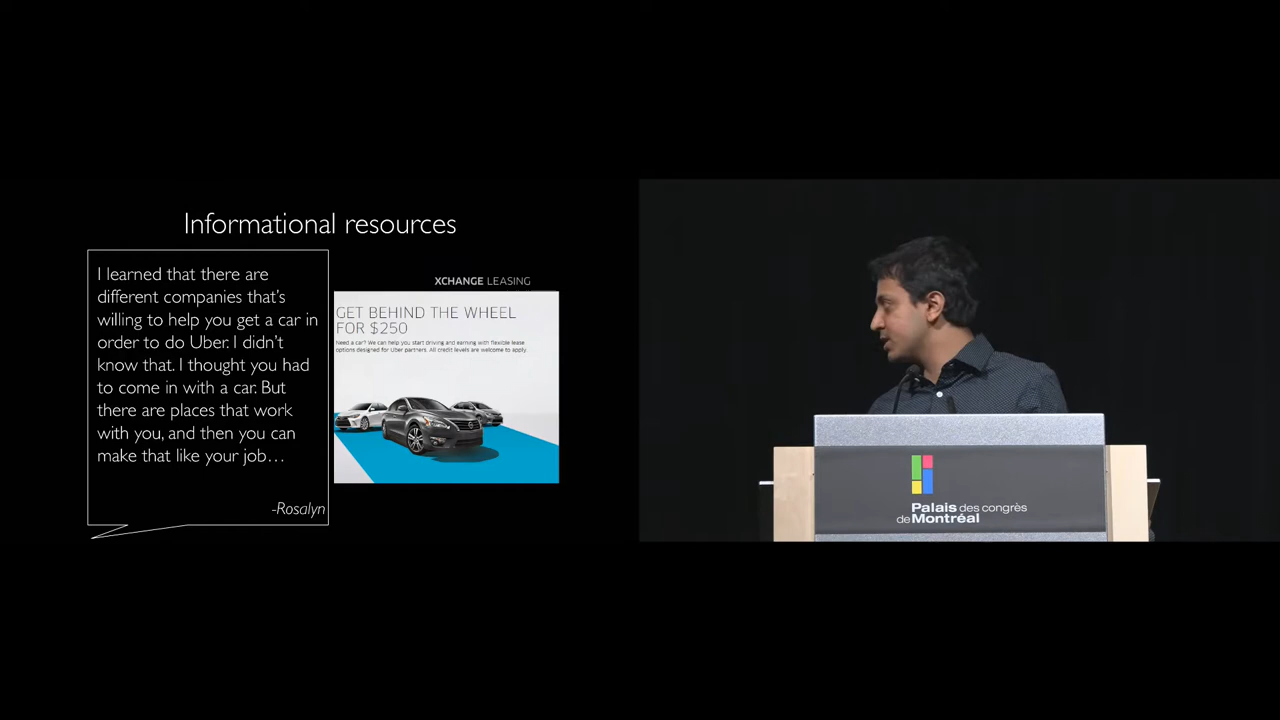 Informational resources
I learned that there are
different companies that's
willing to help you get a car in
order to do Uber. I didn't
know that. I thought you had
to come in with a car. But
there are places that work
with you, and then you can
make that like your job…
-Rosalyn
XCHANGE LEASING
GET BEHIND THE WHEEL
FOR $250
Need a car? We can help you start driving and earning with flexible lease
options designed for Uber partners. All credit levels are welcome to apply.
Palais des congrès
de Montréal